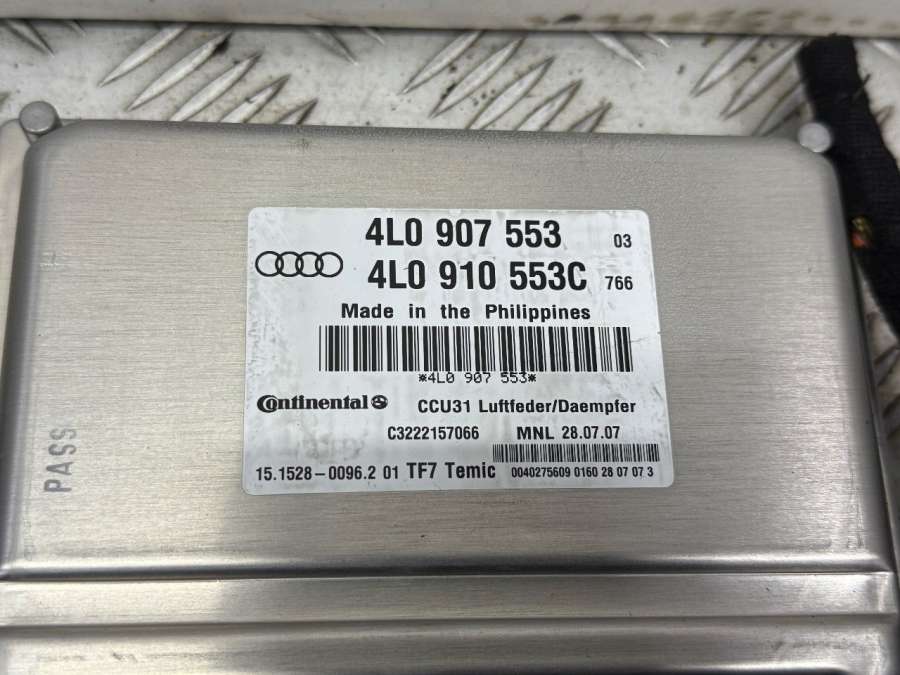 4L0 907 553 03
4L0 910 553C 766
Made in the Philippines
*4L0 907 553*
Continental CCU31 Luftfeder/Daempfer
C3222157066 MNL 28.07.07
15.1528-0096.2 01 TF7 Temic 0040275609 0160 28 07 07 3
PASS